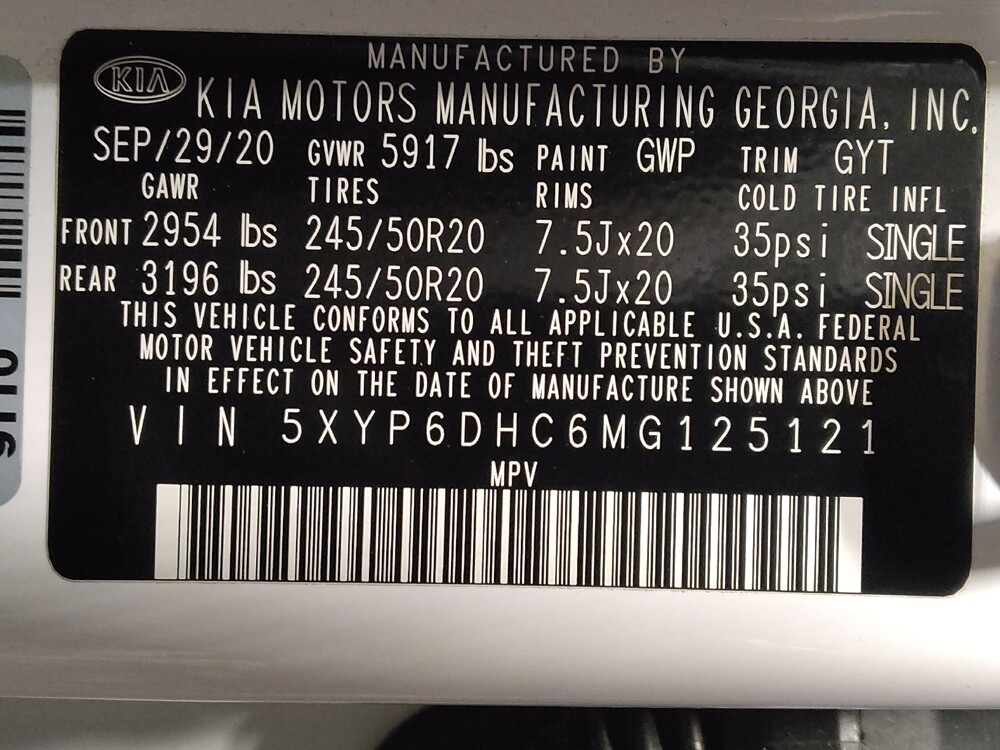 MANUFACTURED BY
KIA KIA MOTORS MANUFACTURING GEORGIA, INC.
SEP/29/20 GVWR 5917 lbs PAINT GWP TRIM GYT
GAWR TIRES RIMS COLD TIRE INFL
FRONT 2954 lbs 245/50R20 7.5Jx20 35psi SINGLE
REAR 3196 lbs 245/50R20 7.5Jx20 35psi SINGLE
THIS VEHICLE CONFORMS TO ALL APPLICABLE U.S.A. FEDERAL
MOTOR VEHICLE SAFETY AND THEFT PREVENTION STANDARDS
IN EFFECT ON THE DATE OF MANUFACTURE SHOWN ABOVE
VIN 5XYP6DHC6MG125121
MPV